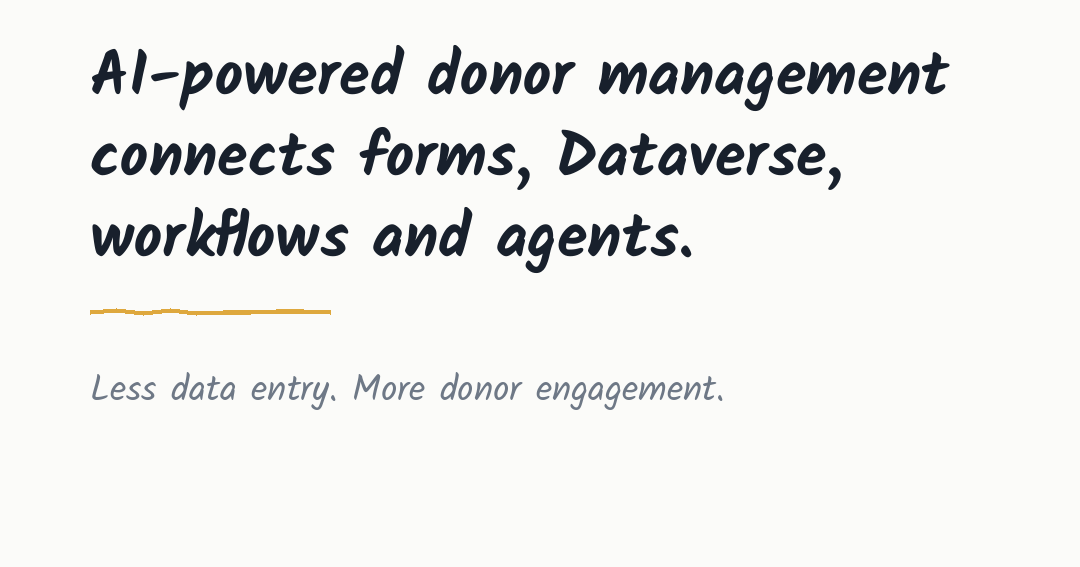 AI-powered donor management
connects forms, Dataverse,
workflows and agents.
Less data entry. More donor engagement.